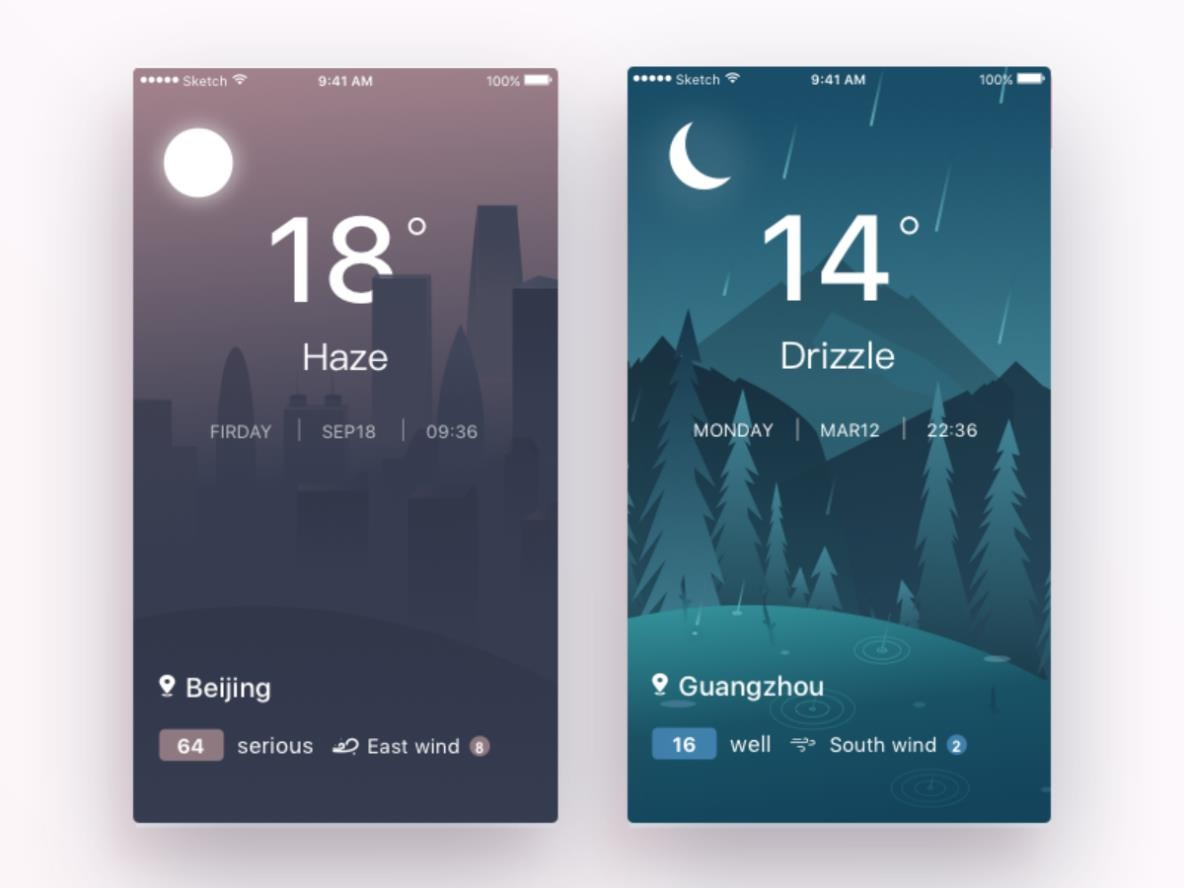 Sketch 9:41 AM 100%
18°
Haze
FIRDAY | SEP18 | 09:36
Beijing
64 serious East wind 8
Sketch 9:41 AM 100%
14°
Drizzle
MONDAY | MAR12 | 22:36
Guangzhou
16 well South wind 2